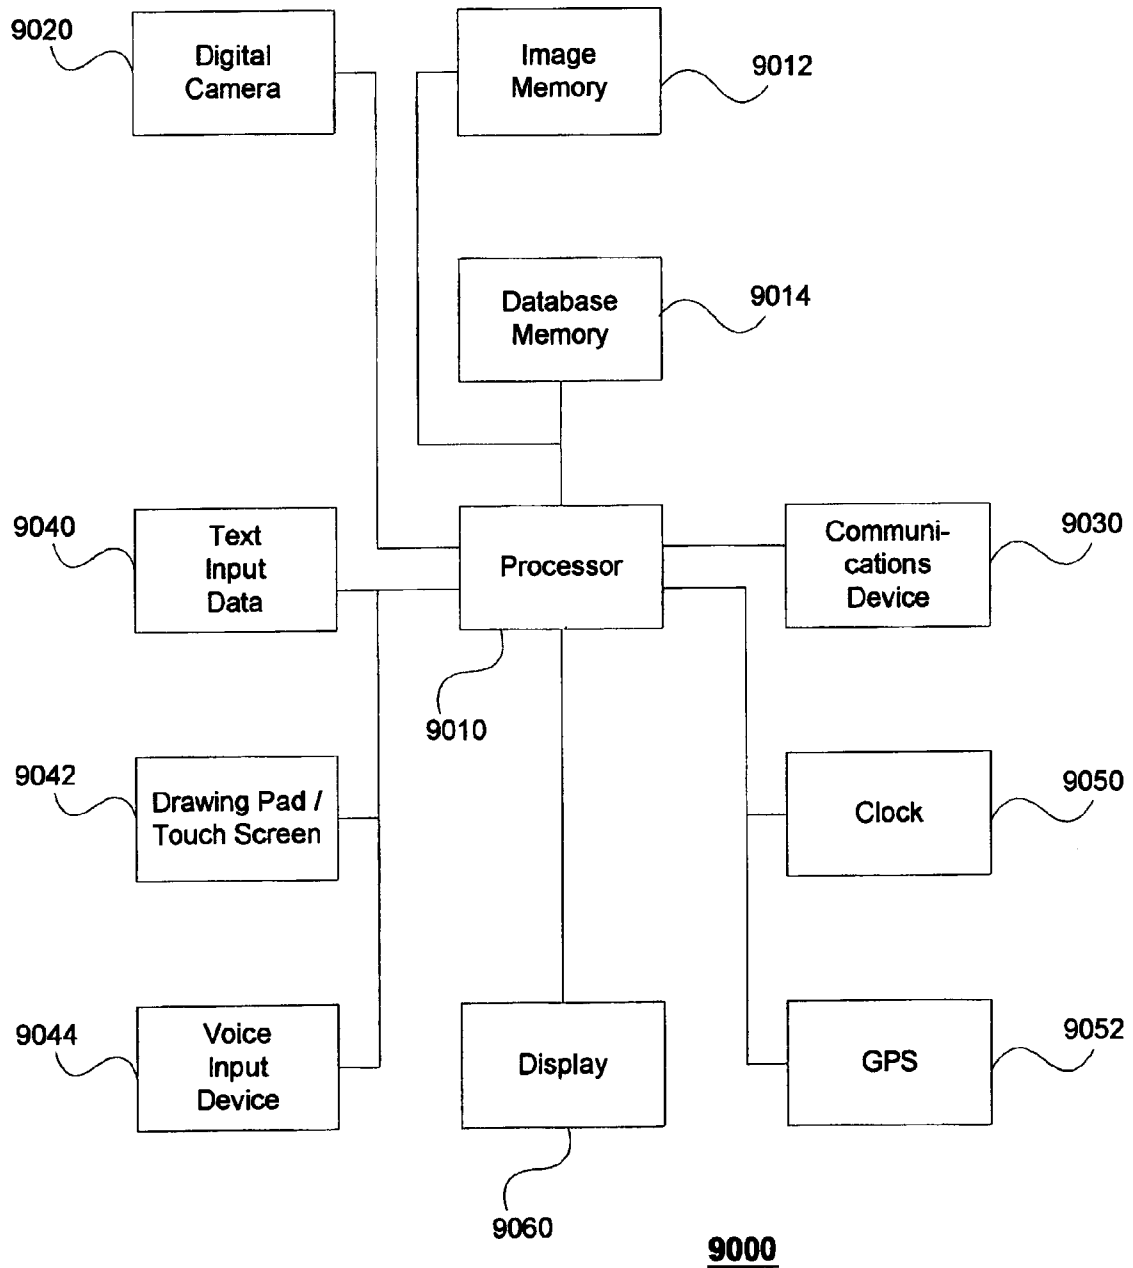 9020
Digital
Camera
Image
Memory
9012
Database
Memory
9014
9040
Text
Input
Data
Processor
9010
Communi-
cations
Device
9030
9042
Drawing Pad /
Touch Screen
Clock
9050
9044
Voice
Input
Device
Display
9060
GPS
9052
9000